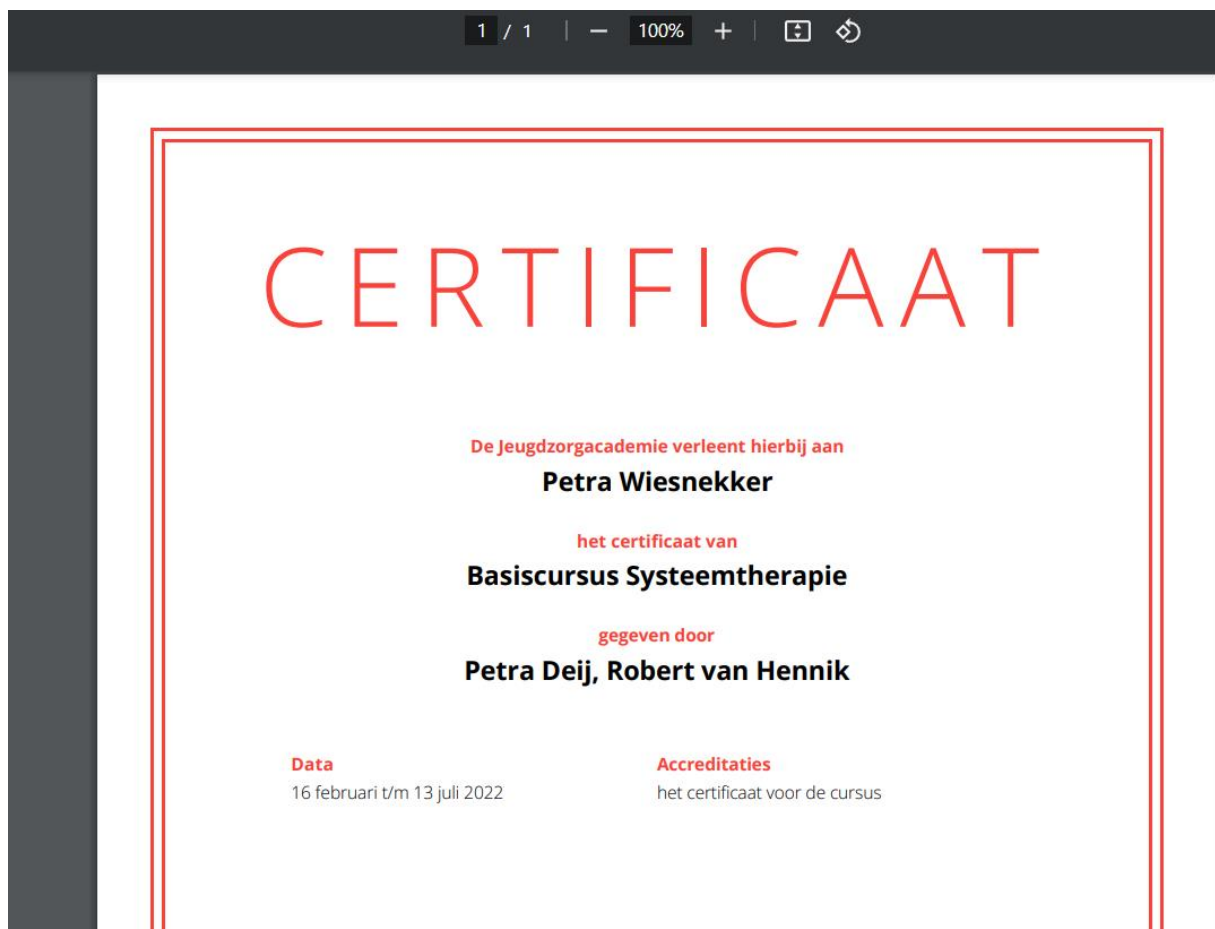 1 / 1 | — 100% + |
CERTIFICAAT
De Jeugdzorgacademie verleent hierbij aan
Petra Wiesnekker
het certificaat van
Basiscursus Systeemtherapie
gegeven door
Petra Deij, Robert van Hennik
Data
16 februari t/m 13 juli 2022
Accreditaties
het certificaat voor de cursus